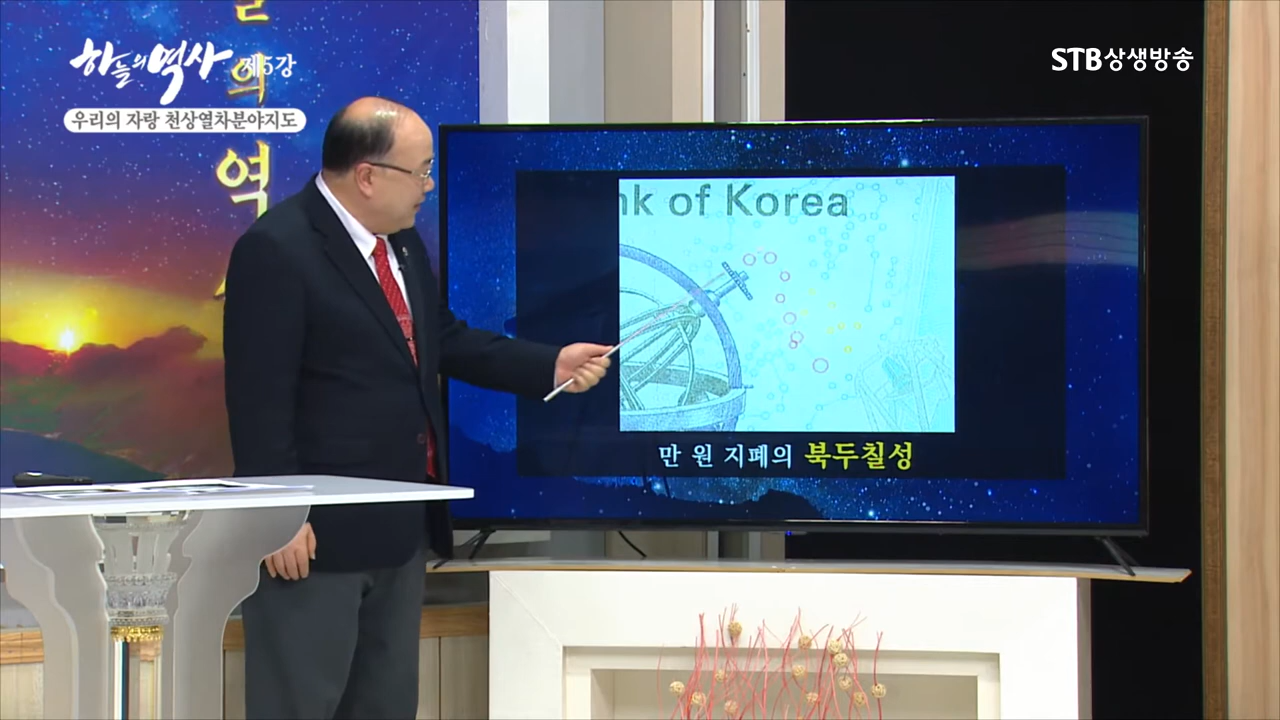 하늘의 역사 제5강
우리의 자랑 천상열차분야지도
STB상생방송
의
역
nk of Korea
만 원 지폐의 북두칠성